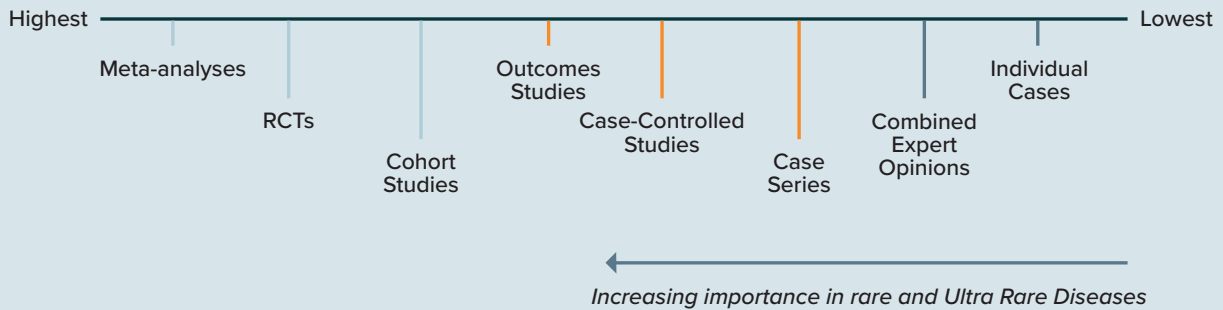 Highest
Lowest
Meta-analyses
RCTs
Cohort
Studies
Outcomes
Studies
Case-Controlled
Studies
Case
Series
Combined
Expert
Opinions
Individual
Cases
Increasing importance in rare and Ultra Rare Diseases